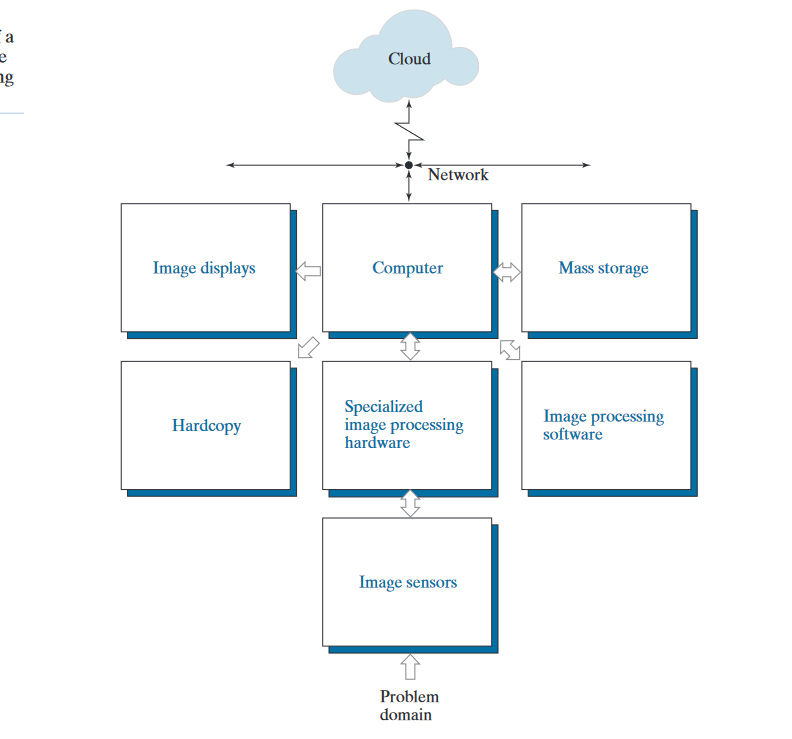 a
e
ng
Cloud
Network
Image displays
Computer
Mass storage
Hardcopy
Specialized
image processing
hardware
Image processing
software
Image sensors
Problem
domain